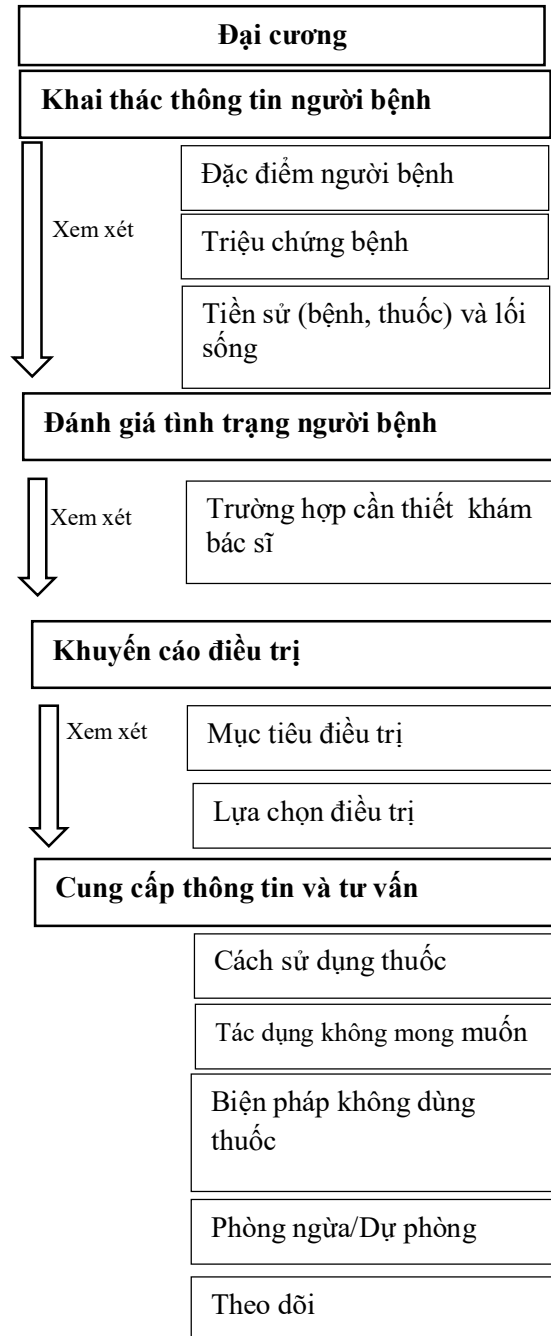 Đại cương
Khai thác thông tin người bệnh
Xem xét
Đặc điểm người bệnh
Triệu chứng bệnh
Tiền sử (bệnh, thuốc) và lối
sống
Đánh giá tình trạng người bệnh
Xem xét
Trường hợp cần thiết khám
bác sĩ
Khuyến cáo điều trị
Xem xét
Mục tiêu điều trị
Lựa chọn điều trị
Cung cấp thông tin và tư vấn
Cách sử dụng thuốc
Tác dụng không mong muốn
Biện pháp không dùng
thuốc
Phòng ngừa/Dự phòng
Theo dõi